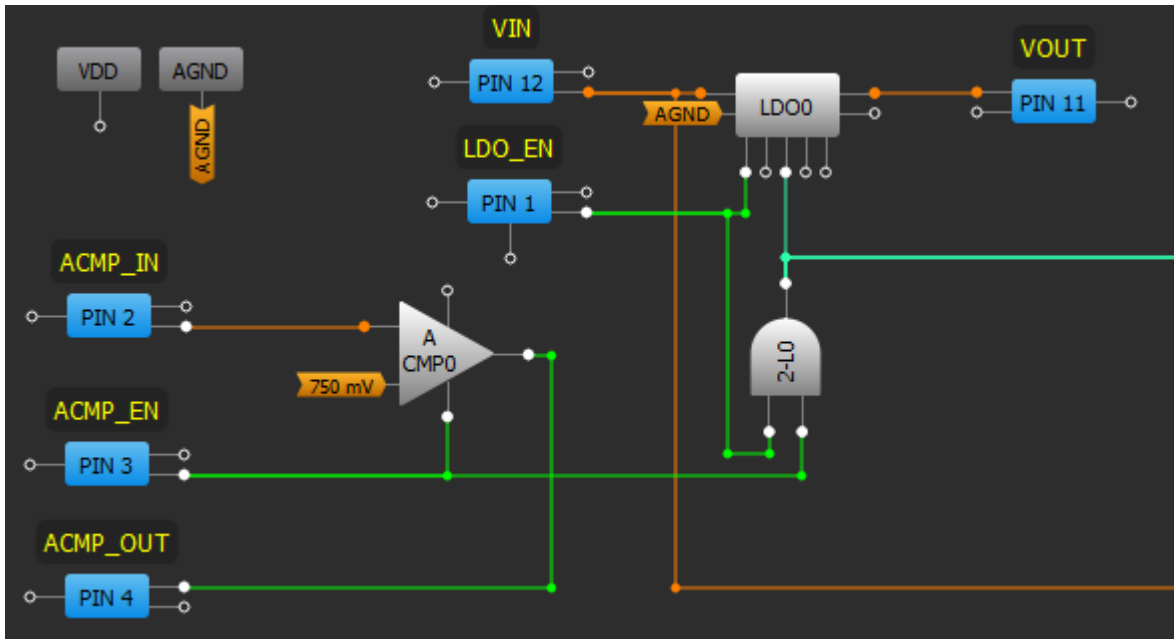 VIN
VOUT
VDD
AGND
PIN 12
LDO0
PIN 11
AGND
AGND
LDO_EN
PIN 1
ACMP_IN
PIN 2
A
CMP0
750 mV
2-L0
ACMP_EN
PIN 3
ACMP_OUT
PIN 4